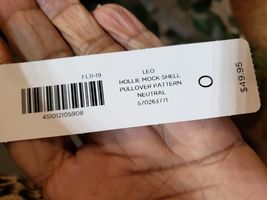 FL11-19
451012105908
LEO
HOLLIE MOCK SHELL
PULLOVER PATTERN
NEUTRAL
570263771
O
$49.95